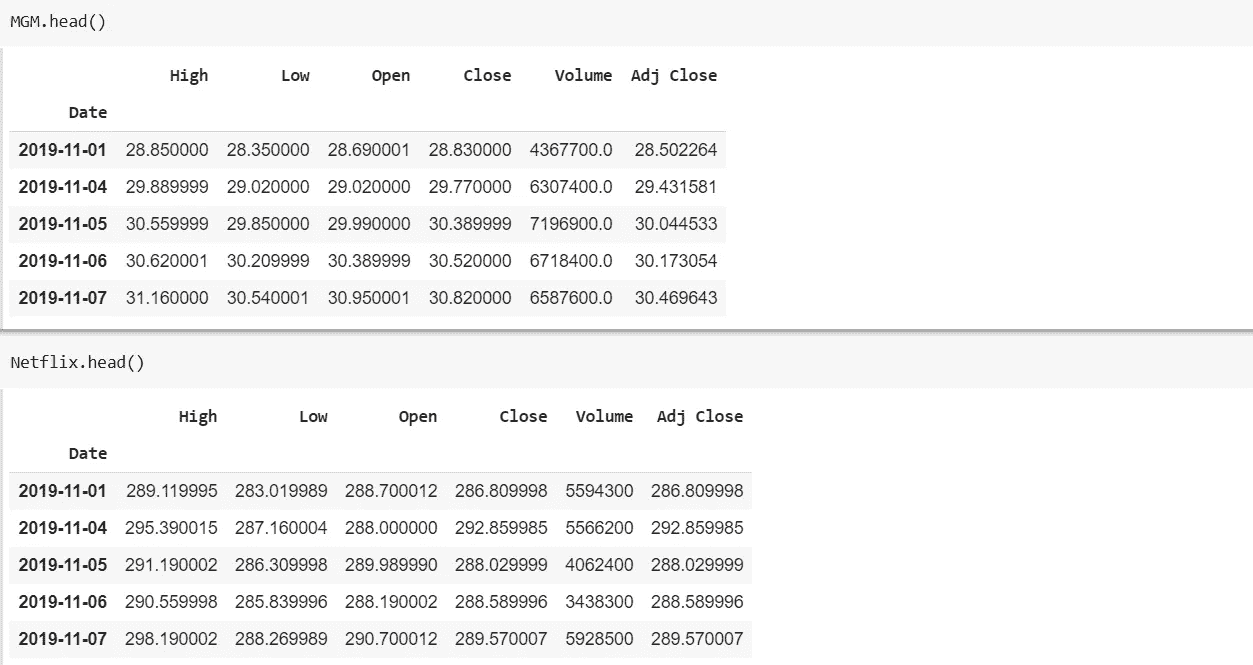 MGM.head()
High Low Open Close Volume Adj Close
Date
2019-11-01 28.850000 28.350000 28.690001 28.830000 4367700.0 28.502264
2019-11-04 29.889999 29.020000 29.020000 29.770000 6307400.0 29.431581
2019-11-05 30.559999 29.850000 29.990000 30.389999 7196900.0 30.044533
2019-11-06 30.620001 30.209999 30.389999 30.520000 6718400.0 30.173054
2019-11-07 31.160000 30.540001 30.950001 30.820000 6587600.0 30.469643
Netflix.head()
High Low Open Close Volume Adj Close
Date
2019-11-01 289.119995 283.019989 288.700012 286.809998 5594300 286.809998
2019-11-04 295.390015 287.160004 288.000000 292.859985 5566200 292.859985
2019-11-05 291.190002 286.309998 289.989990 288.029999 4062400 288.029999
2019-11-06 290.559998 285.839996 288.190002 288.589996 3438300 288.589996
2019-11-07 298.190002 288.269989 290.700012 289.570007 5928500 289.570007